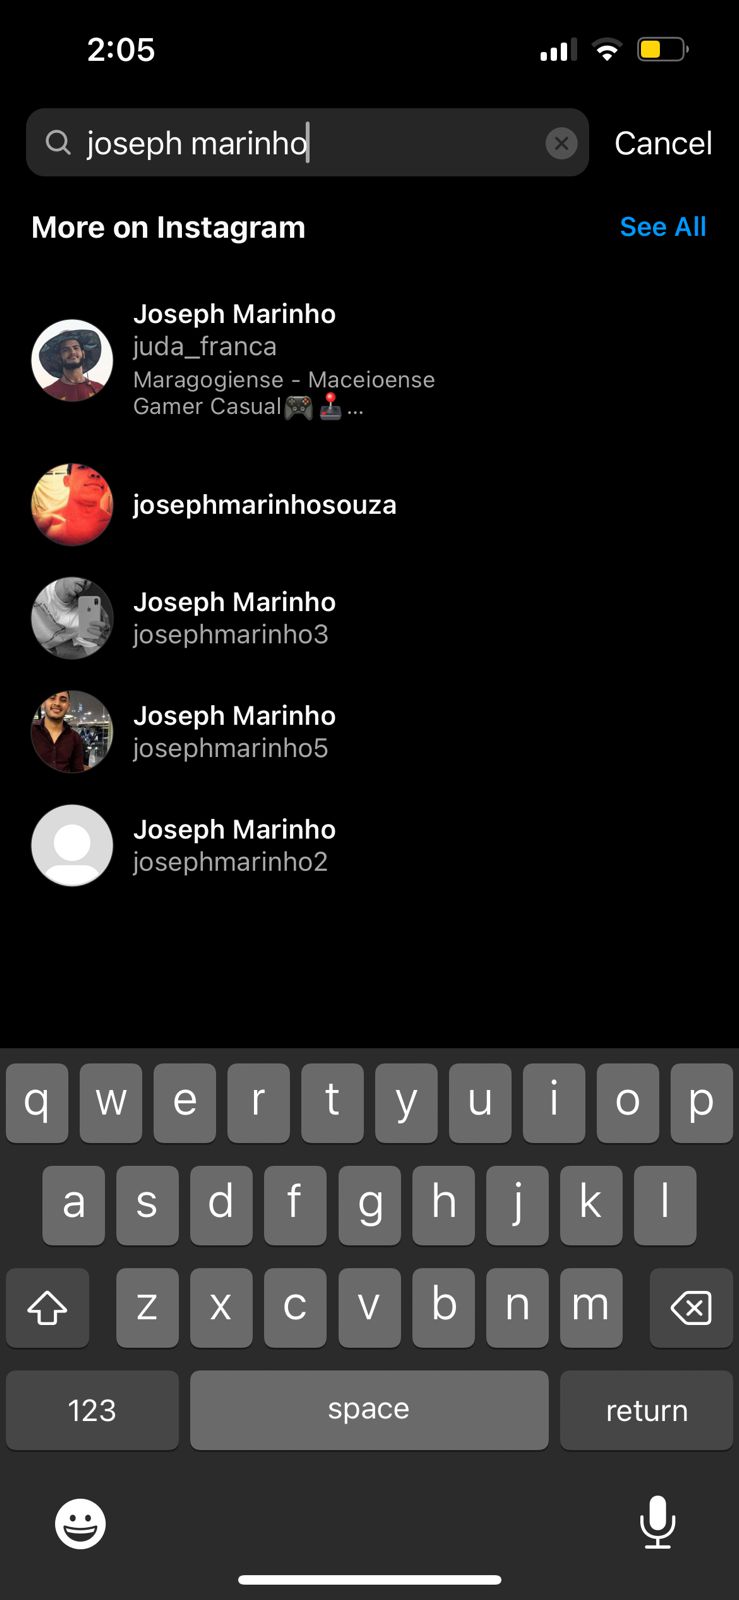 2:05
joseph marinho
Cancel
More on Instagram
See All
Joseph Marinho
juda_franca
Maragogiense - Maceioense
Gamer Casual🎮🕹️...
josephmarinhosouza
Joseph Marinho
josephmarinho3
Joseph Marinho
josephmarinho5
Joseph Marinho
josephmarinho2
q w e r t y u i o p
a s d f g h j k l
z x c v b n m
123 space return